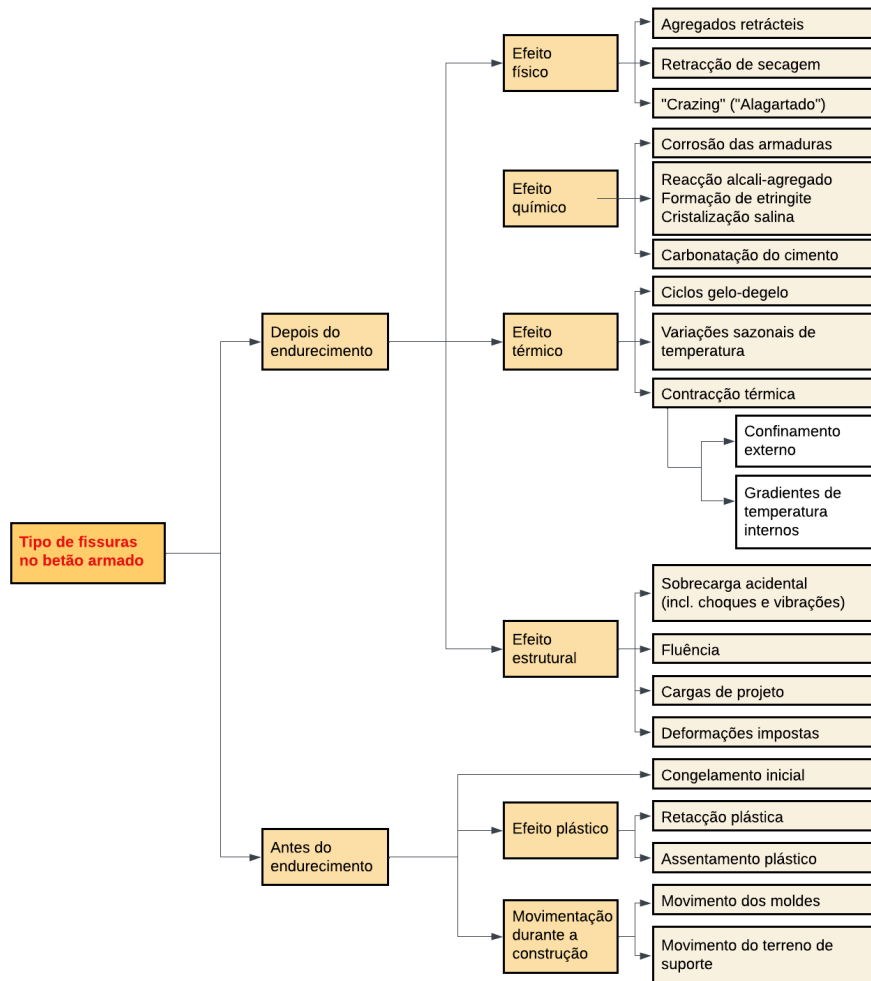 Agregados retrácteis
Efeito
físico
Retracção de secagem
"Crazing" ("Alagartado")
Corrosão das armaduras
Efeito
químico
Reacção alcali-agregado
Formação de etringite
Cristalização salina
Carbonatação do cimento
Ciclos gelo-degelo
Depois do
endurecimento
Efeito
térmico
Variações sazonais de
temperatura
Contracção térmica
Confinamento
externo
Gradientes de
temperatura
internos
Tipo de fissuras
no betão armado
Sobrecarga acidental
(incl. choques e vibrações)
Efeito
estrutural
Fluência
Cargas de projeto
Deformações impostas
Congelamento inicial
Antes do
endurecimento
Efeito plástico
Retacção plástica
Assentamento plástico
Movimentação
durante a
construção
Movimento dos moldes
Movimento do terreno de
suporte